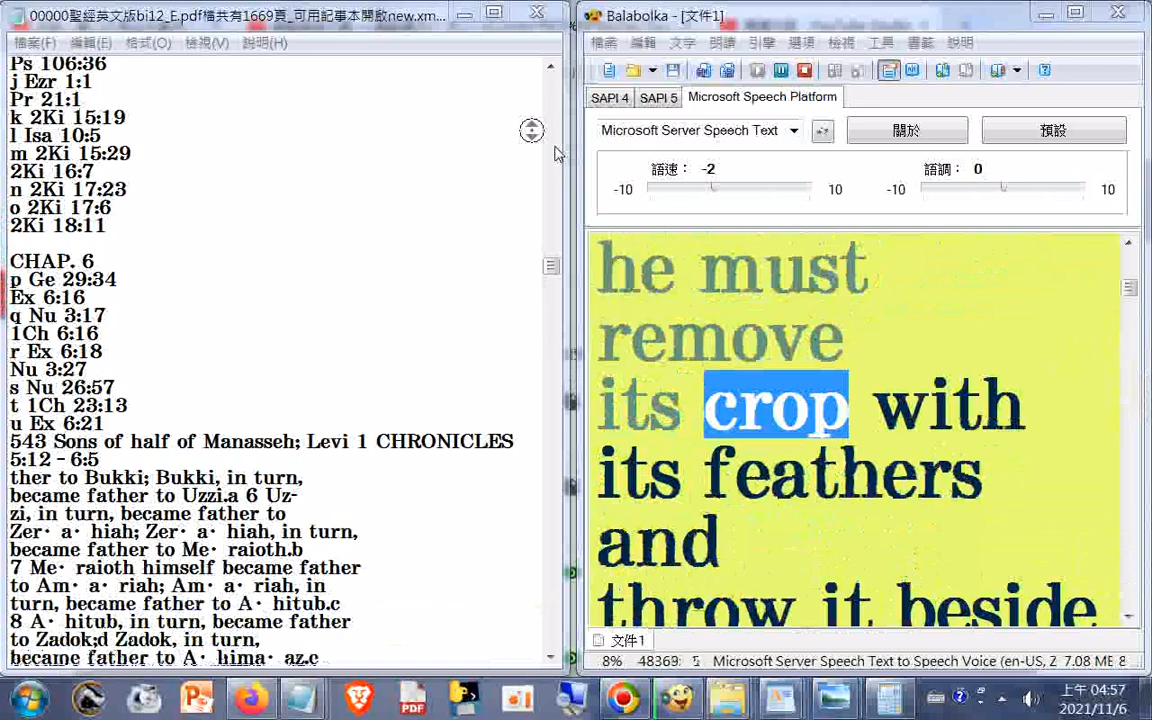 00000聖經英文版bi12_E.pdf檔共有1669頁_可用記事本開啟new.xm...
檔案(F) 編輯(E) 格式(O) 檢視(V) 說明(H)
Ps 106:36
j Ezr 1:1
Pr 21:1
k 2Ki 15:19
l Isa 10:5
m 2Ki 15:29
2Ki 16:7
n 2Ki 17:23
o 2Ki 17:6
2Ki 18:11
CHAP. 6
p Ge 29:34
Ex 6:16
q Nu 3:17
1Ch 6:16
r Ex 6:18
Nu 3:27
s Nu 26:57
t 1Ch 23:13
u Ex 6:21
543 Sons of half of Manasseh; Levi 1 CHRONICLES
5:12 – 6:5
ther to Bukki; Bukki, in turn,
became father to Uzzi.a 6 Uz-
zi, in turn, became father to
Zer· a· hiah; Zer· a· hiah, in turn,
became father to Me· raioth.b
7 Me· raioth himself became father
to Am· a· riah; Am· a· riah, in
turn, became father to A· hitub.c
8 A· hitub, in turn, became father
to Zadok;d Zadok, in turn,
became father to A· hima· az.c
Balabolka - [文件1]
檔案 編輯 文字 朗讀 引擎 選項 檢視 工具 書籤 說明
SAPI 4 SAPI 5 Microsoft Speech Platform
Microsoft Server Speech Text 關於 預設
語速： -2 語調： 0
-10 10 -10 10
he must
remove
its crop with
its feathers
and
throw it beside
文件1
8% 48369: Microsoft Server Speech Text to Speech Voice (en-US, Z 7.08 MB 8
上午 04:57
2021/11/6